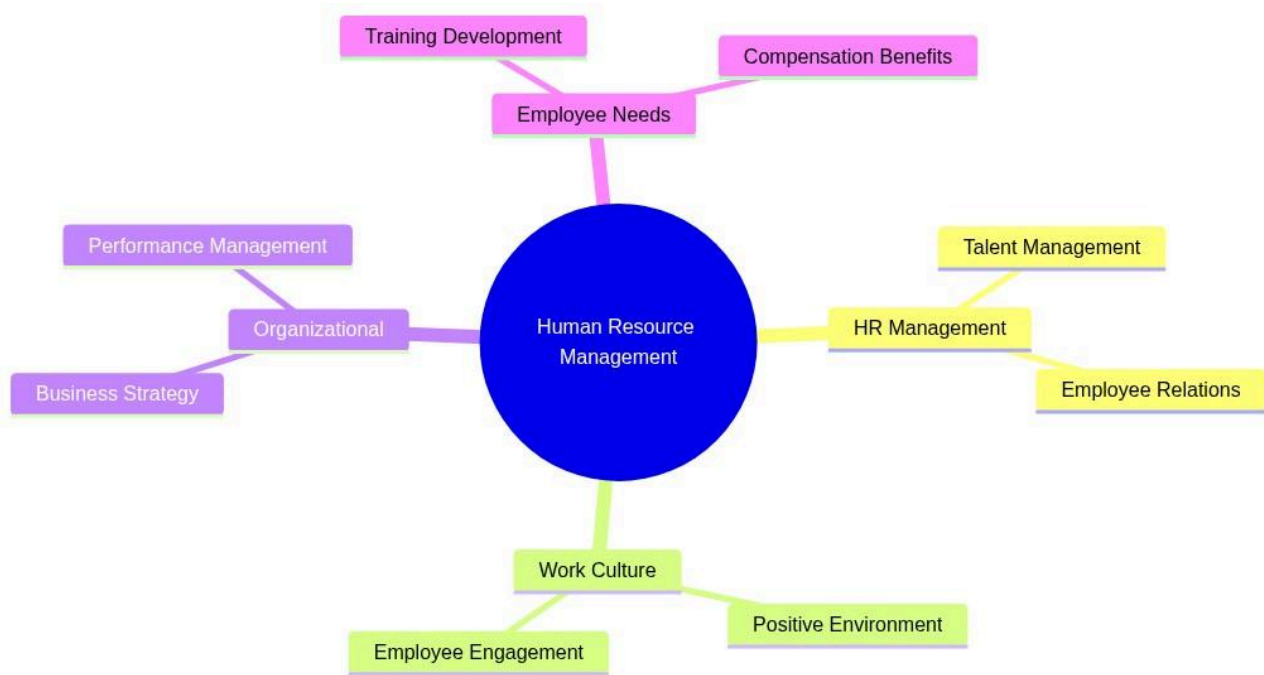 Training Development
Compensation Benefits
Employee Needs
Performance Management
Talent Management
Organizational
Human Resource
Management
HR Management
Business Strategy
Employee Relations
Work Culture
Positive Environment
Employee Engagement